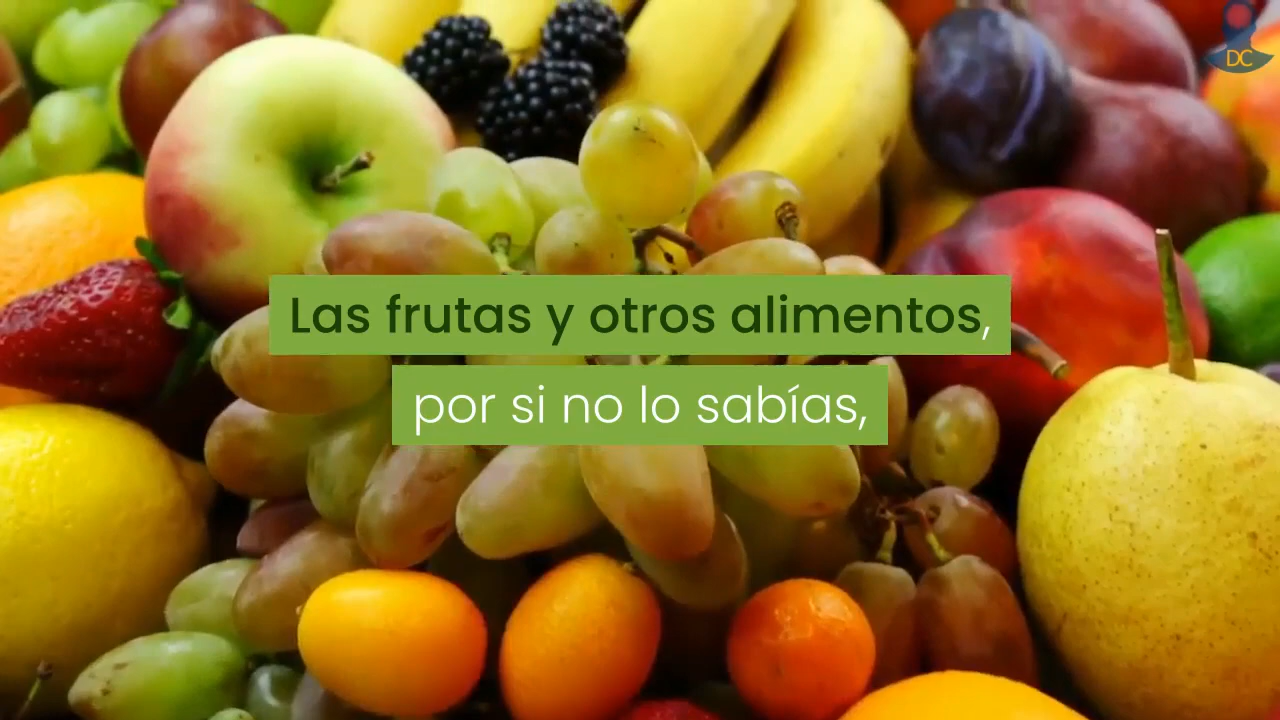 DC
Las frutas y otros alimentos,
por si no lo sabías,